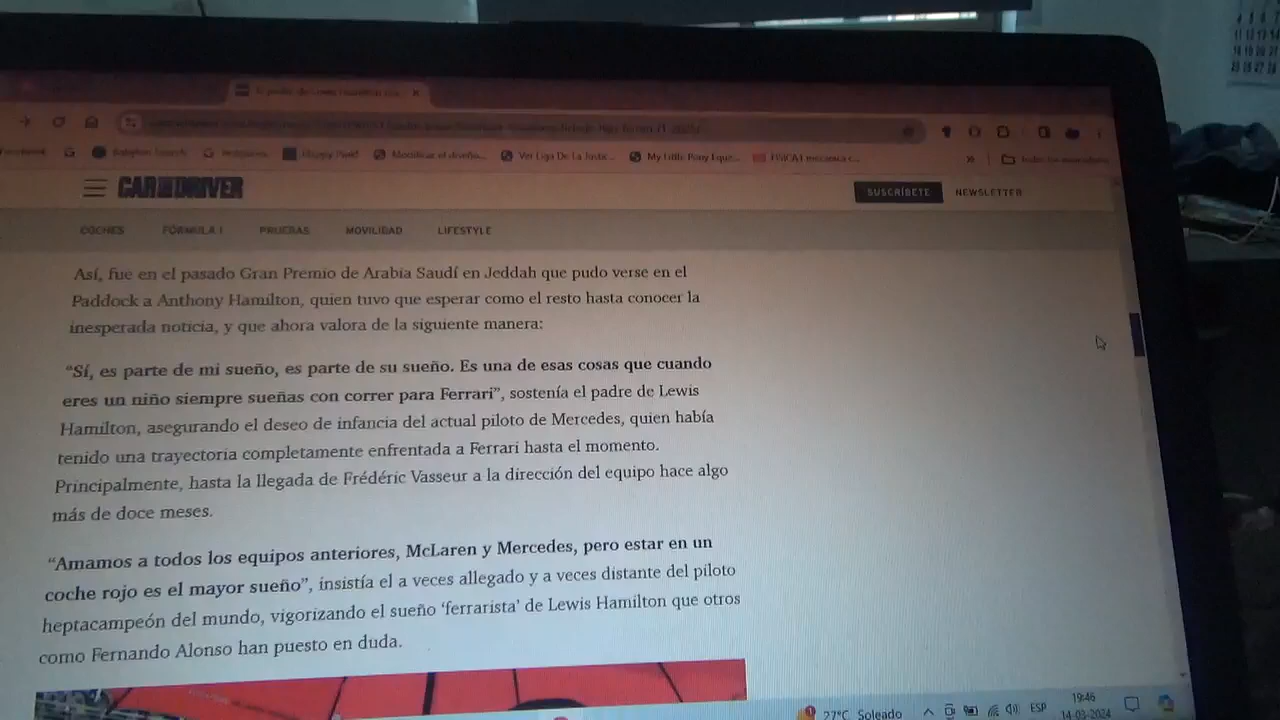 CAR AND DRIVER
SUSCRÍBETE NEWSLETTER
COCHES FÓRMULA 1 PRUEBAS MOVILIDAD LIFESTYLE
Así, fue en el pasado Gran Premio de Arabia Saudí en Jeddah que pudo verse en el
Paddock a Anthony Hamilton, quien tuvo que esperar como el resto hasta conocer la
inesperada noticia, y que ahora valora de la siguiente manera:
“Sí, es parte de mi sueño, es parte de su sueño. Es una de esas cosas que cuando
eres un niño siempre sueñas con correr para Ferrari”, sostenía el padre de Lewis
Hamilton, asegurando el deseo de infancia del actual piloto de Mercedes, quien había
tenido una trayectoria completamente enfrentada a Ferrari hasta el momento.
Principalmente, hasta la llegada de Frédéric Vasseur a la dirección del equipo hace algo
más de doce meses.
“Amamos a todos los equipos anteriores, McLaren y Mercedes, pero estar en un
coche rojo es el mayor sueño”, insistía el a veces allegado y a veces distante del piloto
heptacampeón del mundo, vigorizando el sueño ‘ferrarista’ de Lewis Hamilton que otros
como Fernando Alonso han puesto en duda.
27°C Soleado ESP 19:46
14-03-2024